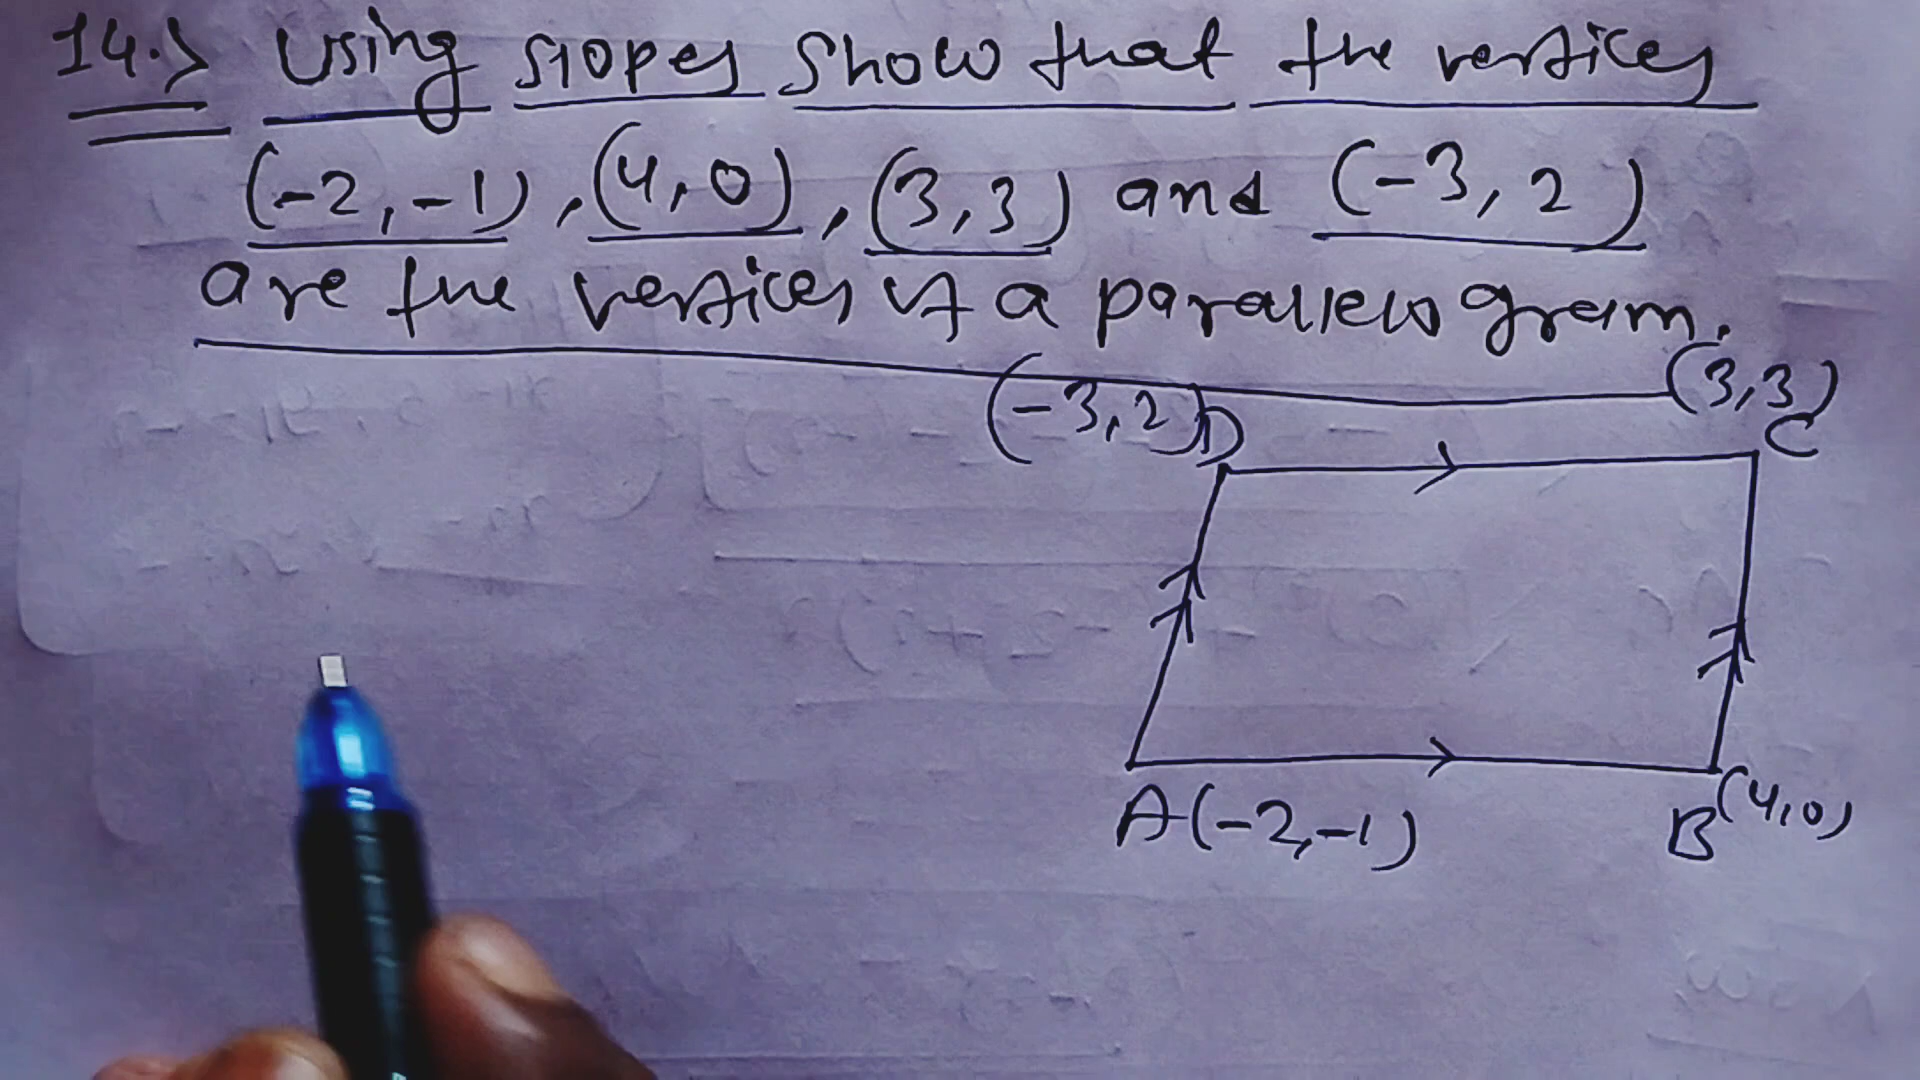 14.> Using slopes show that the vertices
(-2,-1), (4,0), (3,3) and (-3,2)
are the vertices of a parallelogram.
(-3,2) D (3,3) C
A(-2,-1) B(4,0)